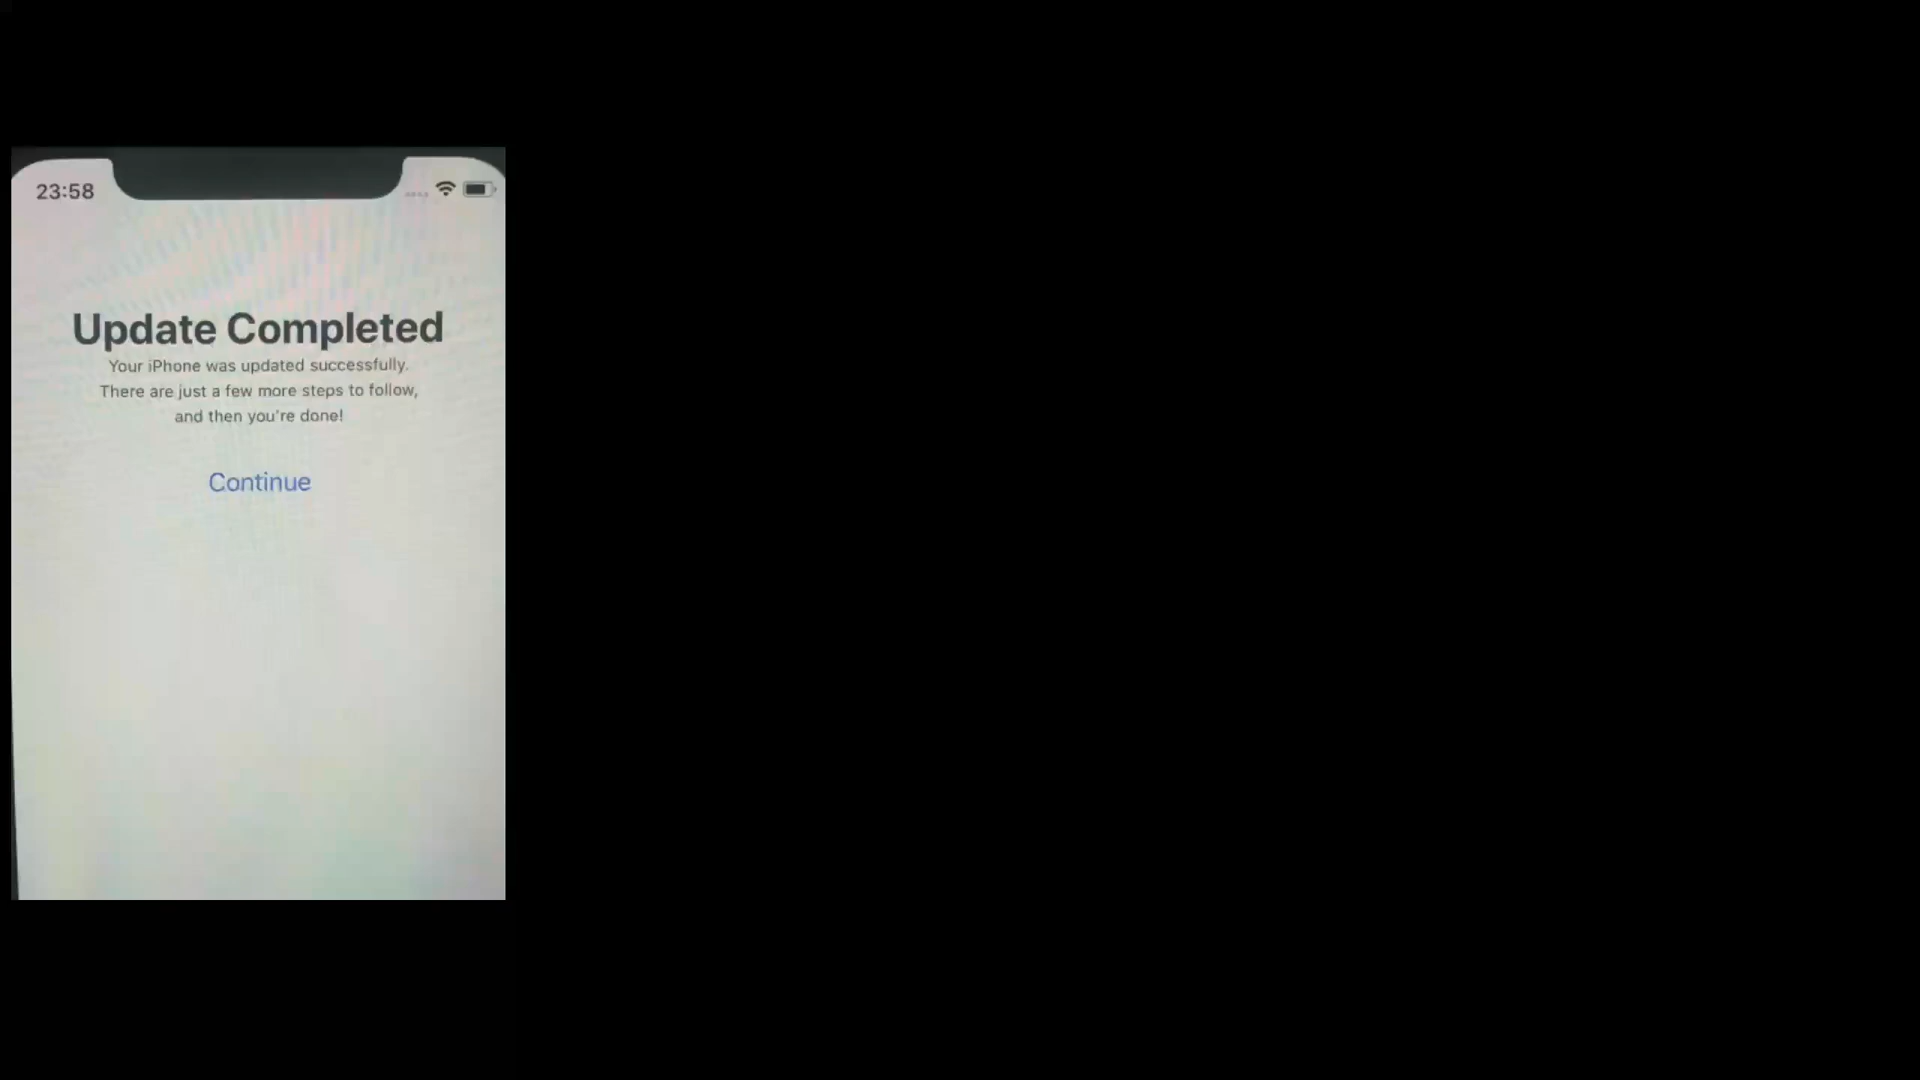 23:58
Update Completed
Your iPhone was updated successfully.
There are just a few more steps to follow,
and then you're done!
Continue